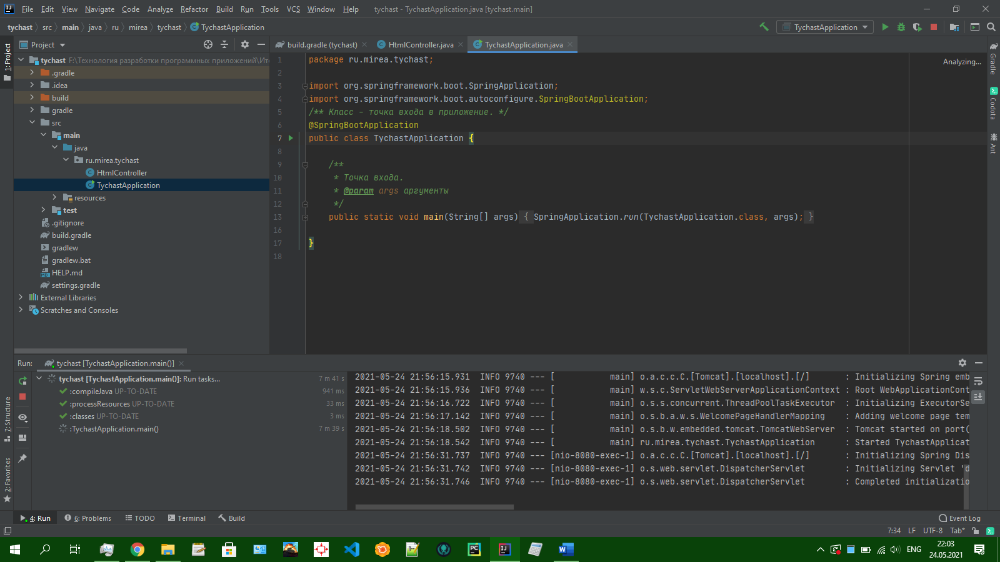 File Edit View Navigate Code Analyze Refactor Build Run Tools VCS Window Help tychast - TychastApplication.java [tychast.main]
tychast src main java ru mirea tychast TychastApplication
TychastApplication
1: Project
7: Structure
2: Favorites
Project
tychast F:\Технология разработки программных приложений\Ит
.gradle
.idea
build
gradle
src
main
java
ru.mirea.tychast
HtmlController
TychastApplication
resources
test
.gitignore
build.gradle
gradlew
gradlew.bat
HELP.md
settings.gradle
External Libraries
Scratches and Consoles
build.gradle (tychast) HtmlController.java TychastApplication.java
Analyzing...
1 package ru.mirea.tychast;
2
3 import org.springframework.boot.SpringApplication;
4 import org.springframework.boot.autoconfigure.SpringBootApplication;
5 /** Класс - точка входа в приложение. */
6 @SpringBootApplication
7 public class TychastApplication {
8
9 /**
10 * Точка входа.
11 * @param args аргументы
12 */
13 public static void main(String[] args) { SpringApplication.run(TychastApplication.class, args); }
16
17 }
18
Gradle
Codota
Ant
Run: tychast [TychastApplication.main()]
tychast [TychastApplication.main()]: Run tasks... 7 m 41 s
:compileJava UP-TO-DATE 941 ms
:processResources UP-TO-DATE 33 ms
:classes UP-TO-DATE 3 ms
:TychastApplication.main() 7 m 39 s
2021-05-24 21:56:15.931 INFO 9740 --- [ main] o.a.c.c.C.[Tomcat].[localhost].[/] : Initializing Spring emb
2021-05-24 21:56:15.936 INFO 9740 --- [ main] w.s.c.ServletWebServerApplicationContext : Root WebApplicationCont
2021-05-24 21:56:16.722 INFO 9740 --- [ main] o.s.s.concurrent.ThreadPoolTaskExecutor : Initializing ExecutorSe
2021-05-24 21:56:17.142 INFO 9740 --- [ main] o.s.b.a.w.s.WelcomePageHandlerMapping : Adding welcome page tem
2021-05-24 21:56:18.502 INFO 9740 --- [ main] o.s.b.w.embedded.tomcat.TomcatWebServer : Tomcat started on port(
2021-05-24 21:56:18.542 INFO 9740 --- [ main] ru.mirea.tychast.TychastApplication : Started TychastApplicat
2021-05-24 21:56:31.737 INFO 9740 --- [nio-8080-exec-1] o.a.c.c.C.[Tomcat].[localhost].[/] : Initializing Spring Dis
2021-05-24 21:56:31.742 INFO 9740 --- [nio-8080-exec-1] o.s.web.servlet.DispatcherServlet : Initializing Servlet 'd
2021-05-24 21:56:31.746 INFO 9740 --- [nio-8080-exec-1] o.s.web.servlet.DispatcherServlet : Completed initializatio
4: Run 6: Problems TODO Terminal Build Event Log
7:34 LF UTF-8 Tab*
ENG 22:03
24.05.2021